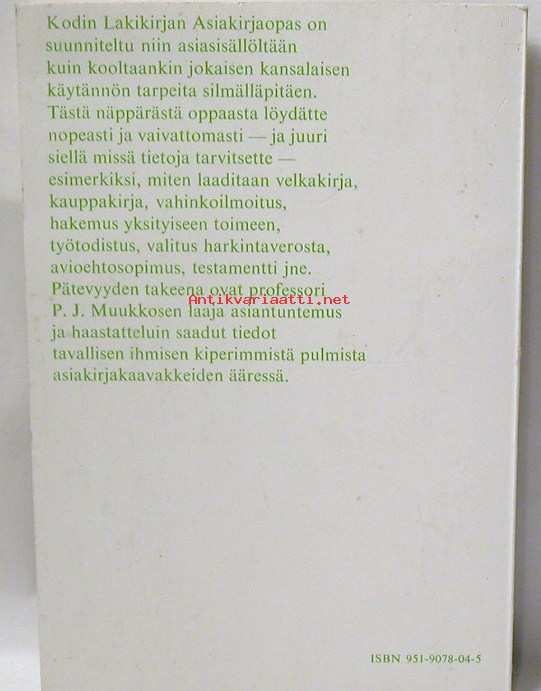 Kodin Lakikirjan Asiakirjaopas on
suunniteltu niin asiasisällöltään
kuin kooltaankin jokaisen kansalaisen
käytännön tarpeita silmälläpitäen.
Tästä näppärästä oppaasta löydätte
nopeasti ja vaivattomasti — ja juuri
siellä missä tietoja tarvitsette —
esimerkiksi, miten laaditaan velkakirja,
kauppakirja, vahinkoilmoitus,
hakemus yksityiseen toimeen,
työtodistus, valitus harkintaverosta,
avioehtosopimus, testamentti jne.
Pätevyyden takeena ovat professori
Antikvariaatti.net
P. J. Muukkosen laaja asiantuntemus
ja haastatteluin saadut tiedot
tavallisen ihmisen kiperimmistä pulmista
asiakirjakaavakkeiden ääressä.
ISBN 951-9078-04-5